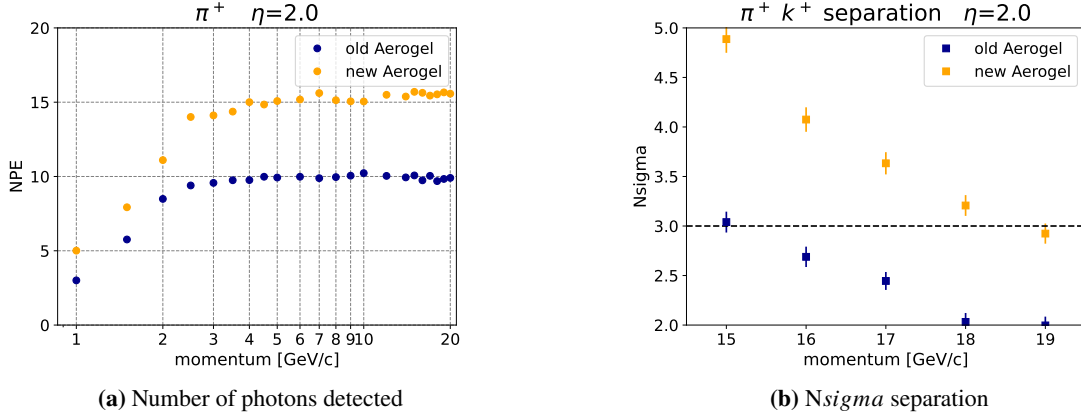 π⁺ η=2.0
old Aerogel
new Aerogel
NPE
20
15
10
5
0
1 2 3 4 5 6 7 8 9 10 20
momentum [GeV/c]
(a) Number of photons detected
π⁺ k⁺ separation η=2.0
old Aerogel
new Aerogel
Nsigma
5.0
4.5
4.0
3.5
3.0
2.5
2.0
15 16 17 18 19
momentum [GeV/c]
(b) Nsigma separation